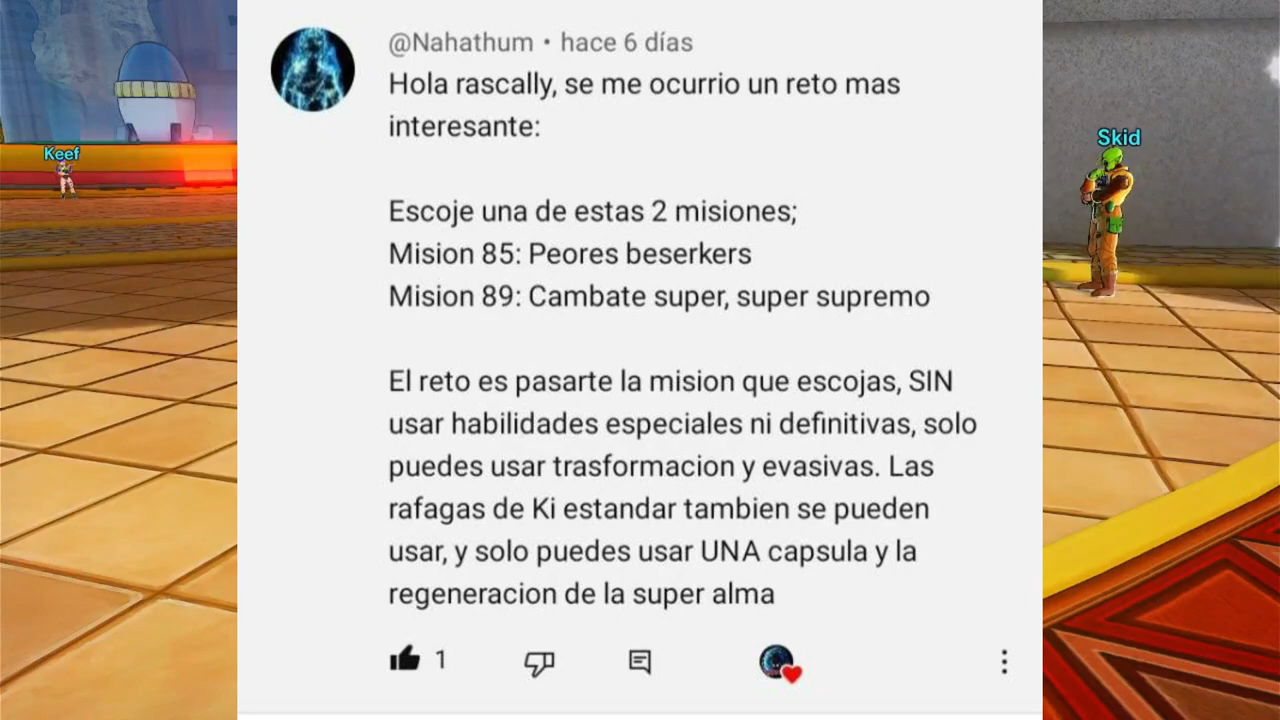 @Nahathum • hace 6 días
Hola rascally, se me ocurrio un reto mas
interesante:
Keef
Skid
Escoje una de estas 2 misiones;
Mision 85: Peores beserkers
Mision 89: Cambate super, super supremo
El reto es pasarte la mision que escojas, SIN
usar habilidades especiales ni definitivas, solo
puedes usar trasformacion y evasivas. Las
rafagas de Ki estandar tambien se pueden
usar, y solo puedes usar UNA capsula y la
regeneracion de la super alma
1